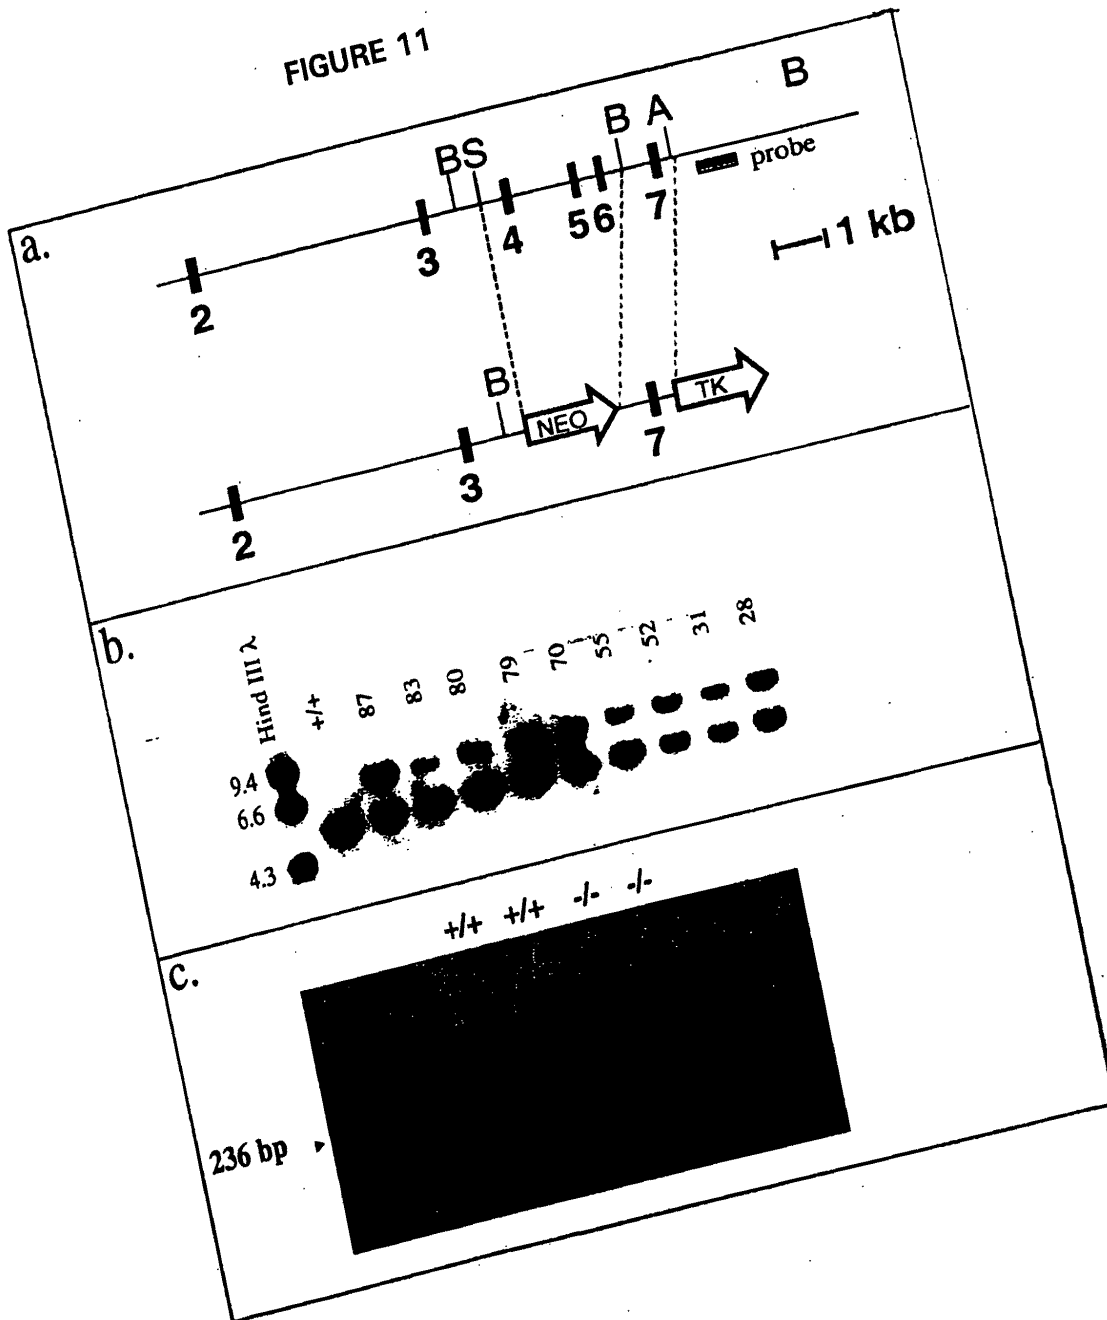 FIGURE 11
a.
BS B A B
probe
2 3 4 5 6 7
1 kb
B
NEO TK
2 3 7
b.
Hind III λ +/+ 87 83 80 79 70 55 52 31 28
9.4
6.6
4.3
c.
+/+ +/+ -/- -/-
236 bp